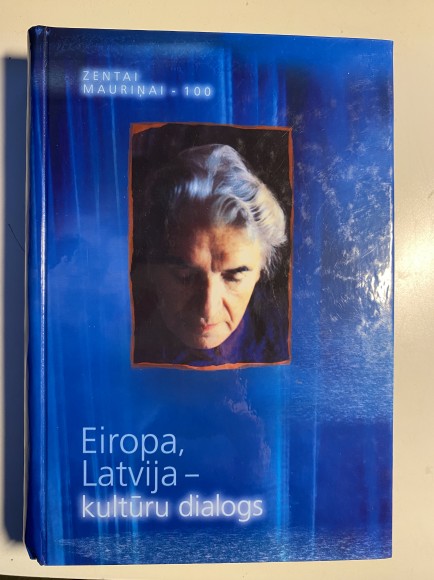 ZENTAI
MAURIŅAI - 100
Eiropa,
Latvija –
kultūru dialogs